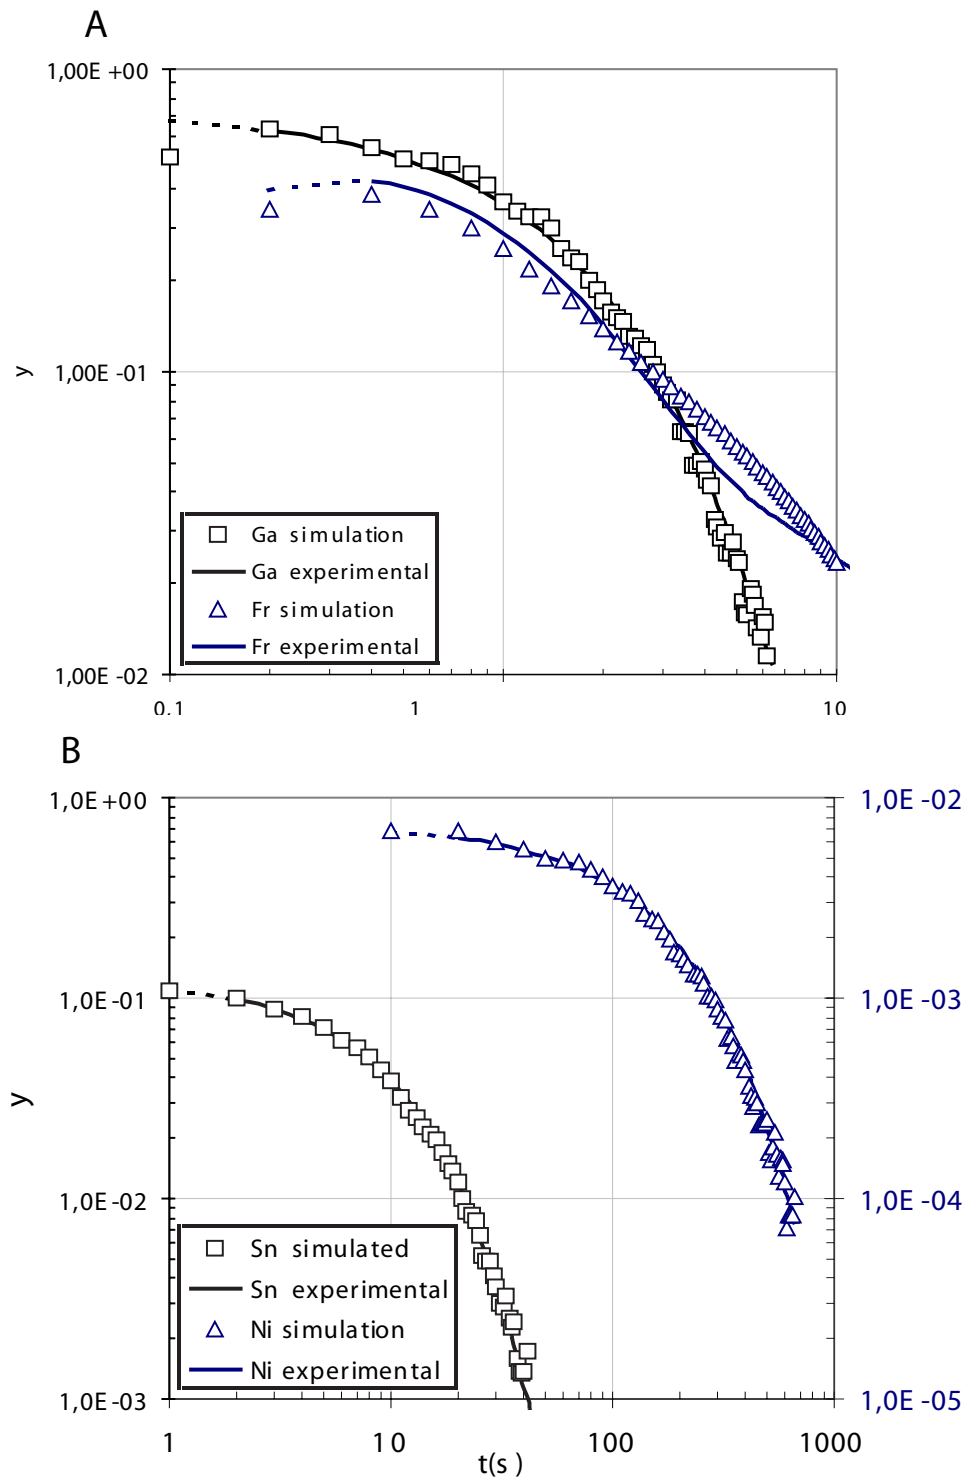 A
1,00E +00
y
1,00E -01
Ga simulation
Ga experimental
Fr simulation
Fr experimental
1,00E -02
0.1
1
10
B
1,0E+00
1,0E -02
1,0E -01
1,0E -03
y
1,0E -02
1,0E -04
Sn simulated
Sn experimental
Ni simulation
Ni experimental
1,0E -03
1,0E -05
1
10
100
1000
t(s )